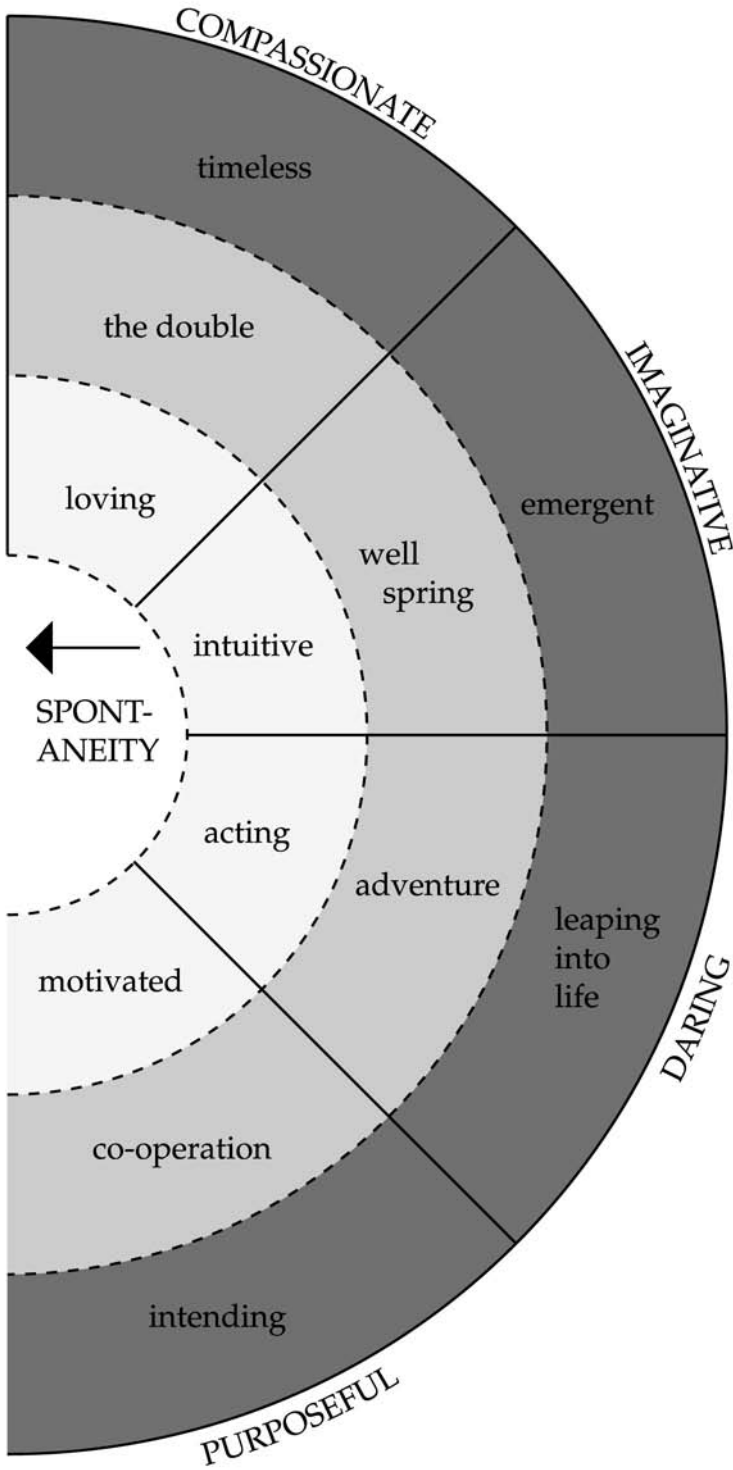 COMPASSIONATE
timeless
the double
loving
IMAGINATIVE
emergent
well
spring
intuitive
SPONT-
ANEITY
acting
adventure
leaping
into
life
DARING
motivated
co-operation
intending
PURPOSEFUL